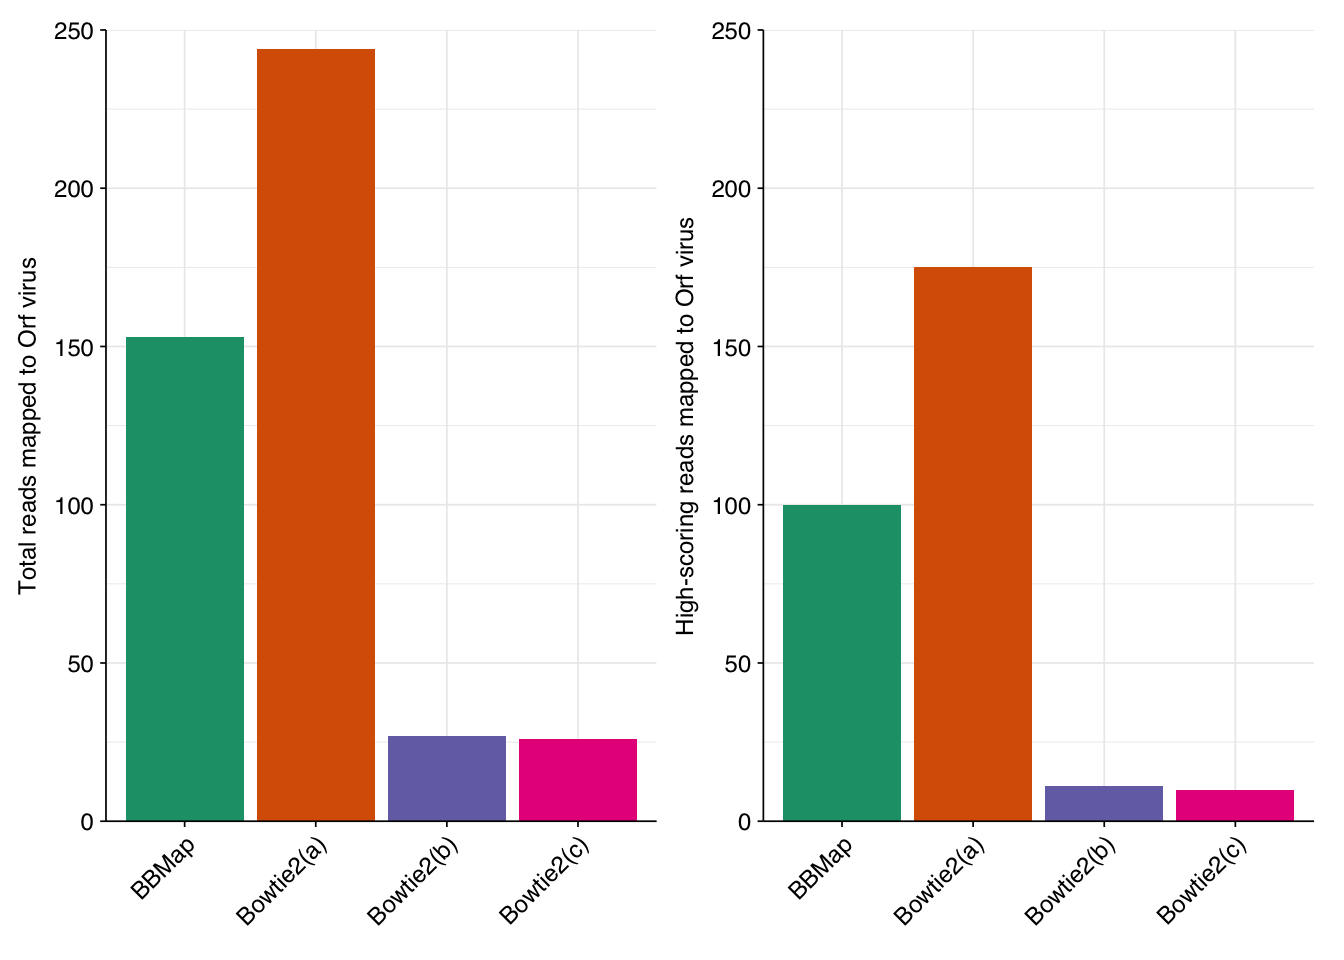 Total reads mapped to Orf virus
250
200
150
100
50
0
BBMap
Bowtie2(a)
Bowtie2(b)
Bowtie2(c)
High-scoring reads mapped to Orf virus
250
200
150
100
50
0
BBMap
Bowtie2(a)
Bowtie2(b)
Bowtie2(c)